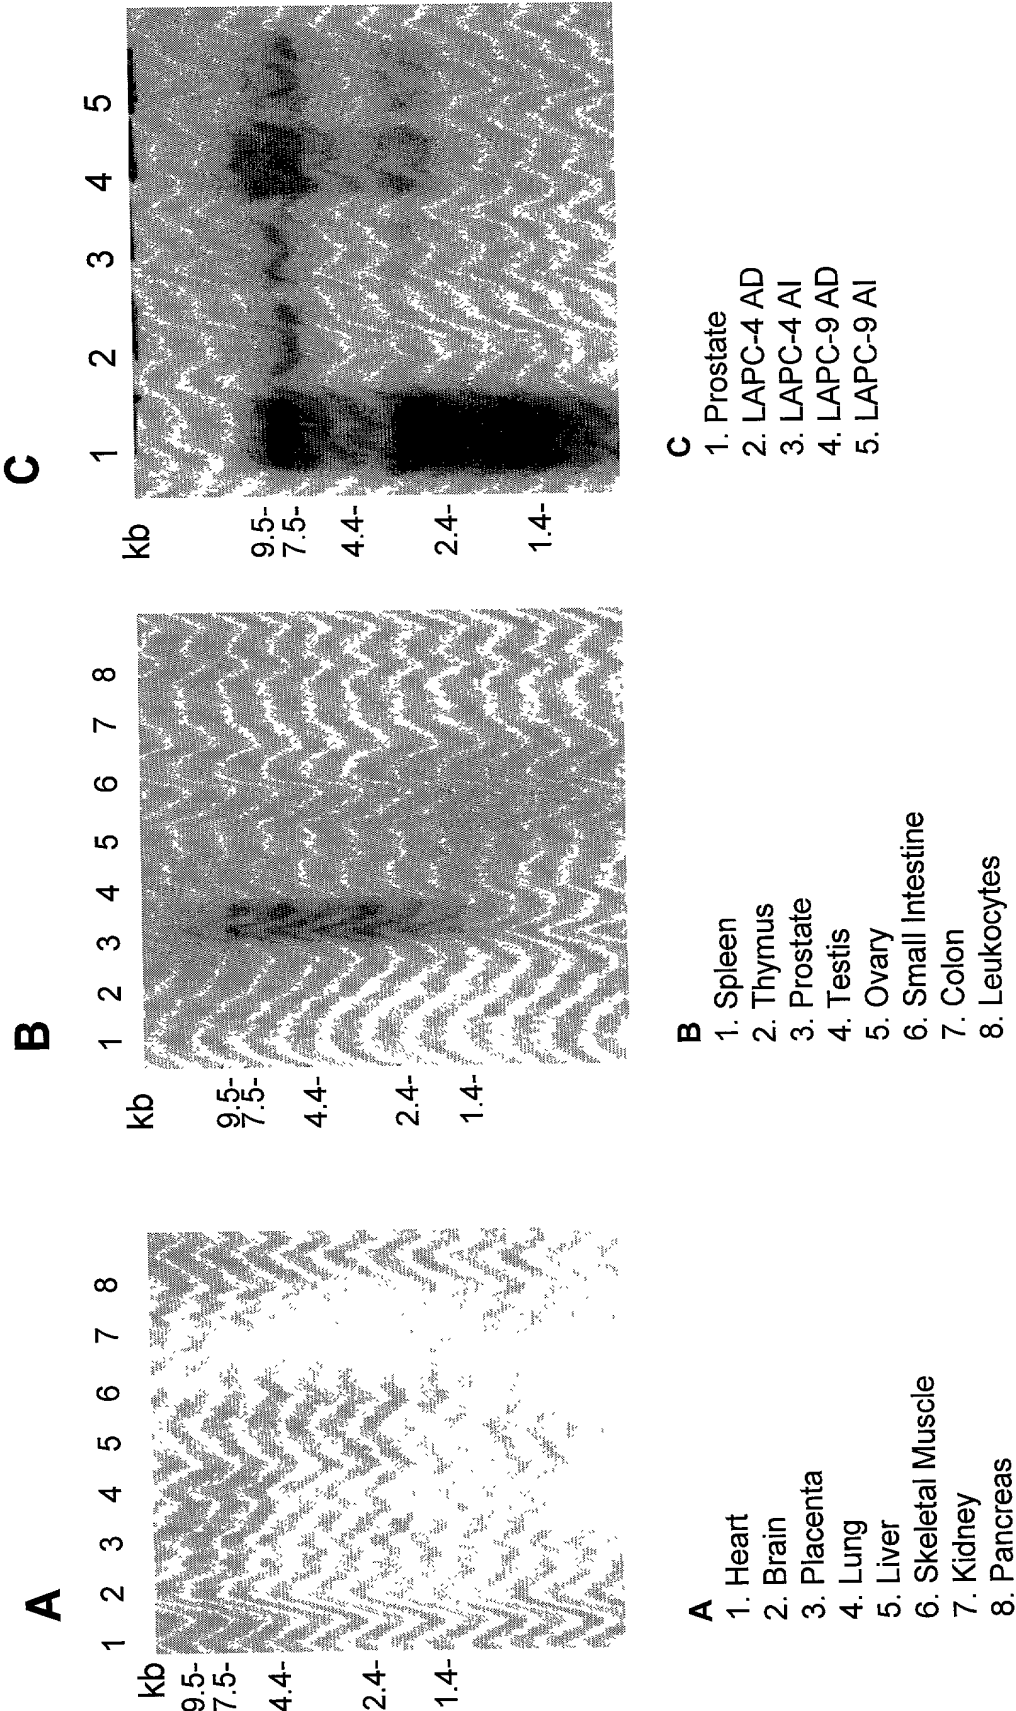 A
1 2 3 4 5 6 7 8
kb
9.5-
7.5-
4.4-
2.4-
1.4-
A
1. Heart
2. Brain
3. Placenta
4. Lung
5. Liver
6. Skeletal Muscle
7. Kidney
8. Pancreas
B
1 2 3 4 5 6 7 8
kb
9.5-
7.5-
4.4-
2.4-
1.4-
B
1. Spleen
2. Thymus
3. Prostate
4. Testis
5. Ovary
6. Small Intestine
7. Colon
8. Leukocytes
C
1 2 3 4 5
kb
9.5-
7.5-
4.4-
2.4-
1.4-
C
1. Prostate
2. LAPC-4 AD
3. LAPC-4 AI
4. LAPC-9 AD
5. LAPC-9 AI